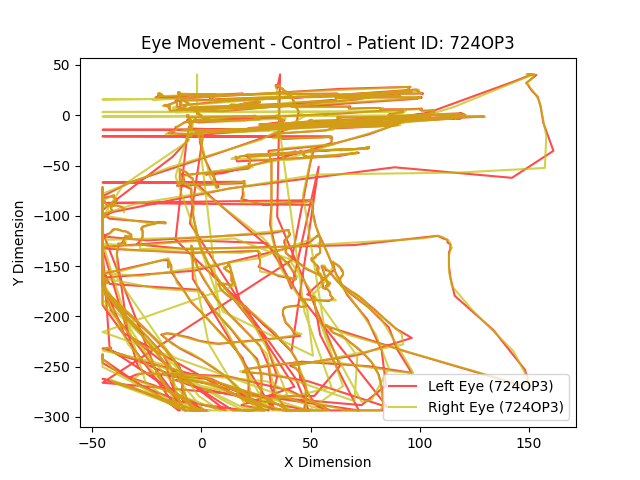 Eye Movement - Control - Patient ID: 724OP3
Y Dimension
50
0
−50
−100
−150
−200
−250
−300
−50
0
50
100
150
X Dimension
Left Eye (724OP3)
Right Eye (724OP3)